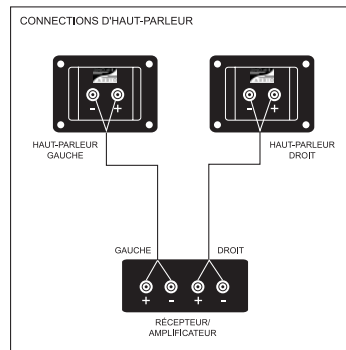 CONNECTIONS D'HAUT-PARLEUR
- +
- +
HAUT-PARLEUR
GAUCHE
HAUT-PARLEUR
DROIT
GAUCHE
DROIT
+ - + -
RÉCEPTEUR/
AMPLIFICATEUR